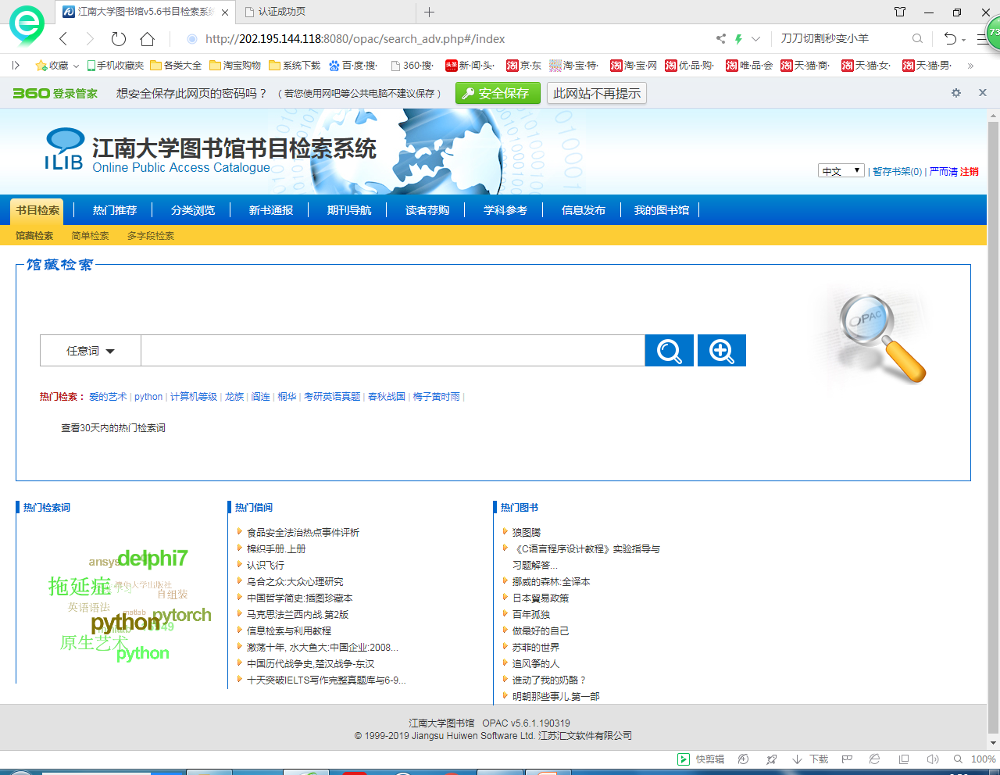 江南大学图书馆v5.6书目检索系统
认证成功页
http://202.195.144.118:8080/opac/search_adv.php#/index
刀刀切割秒变小羊
73
收藏 手机收藏夹 各类大全 淘宝购物 系统下载 百·度·搜· 360·搜· 新·闻·头· 京·东 淘·宝·特· 淘·宝·网 优·品·购· 唯·品·会 天·猫·商· 天·猫·女· 天·猫·男· »
360 登录管家 想安全保存此网页的密码吗？ （ 若您使用网吧等公共电脑不建议保存 ） 安全保存 此网站不再提示
ILIB
江南大学图书馆书目检索系统
Online Public Access Catalogue
中文 | 暂存书架(0) | 严而清 注销
书目检索 热门推荐 分类浏览 新书通报 期刊导航 读者荐购 学科参考 信息发布 我的图书馆
馆藏检索 简单检索 多字段检索
馆藏检索
OPAC
任意词
热门检索： 爱的艺术 | python | 计算机等级 | 龙族 | 阎连 | 桐华 | 考研英语真题 | 春秋战国 | 梅子黄时雨 |
查看30天内的热门检索词
热门检索词
ansys
delphi7
拖延症
自组装
英语语法
matlab
pytorch
python
原生艺术
python
热门借阅
食品安全法治热点事件评析
棉织手册.上册
认识飞行
乌合之众:大众心理研究
中国哲学简史:插图珍藏本
马克思法兰西内战.第2版
信息检索与利用教程
激荡十年, 水大鱼大:中国企业:2008...
中国历代战争史,楚汉战争-东汉
十天突破IELTS写作完整真题库与6-9...
热门图书
狼图腾
《C语言程序设计教程》实验指导与
习题解答...
挪威的森林:全译本
日本貿易政策
百年孤独
做最好的自己
苏菲的世界
追风筝的人
谁动了我的奶酪？
明朝那些事儿.第一部
江南大学图书馆 OPAC v5.6.1.190319
© 1999-2019 Jiangsu Huiwen Software Ltd. 江苏汇文软件有限公司
快剪辑 下载 100%